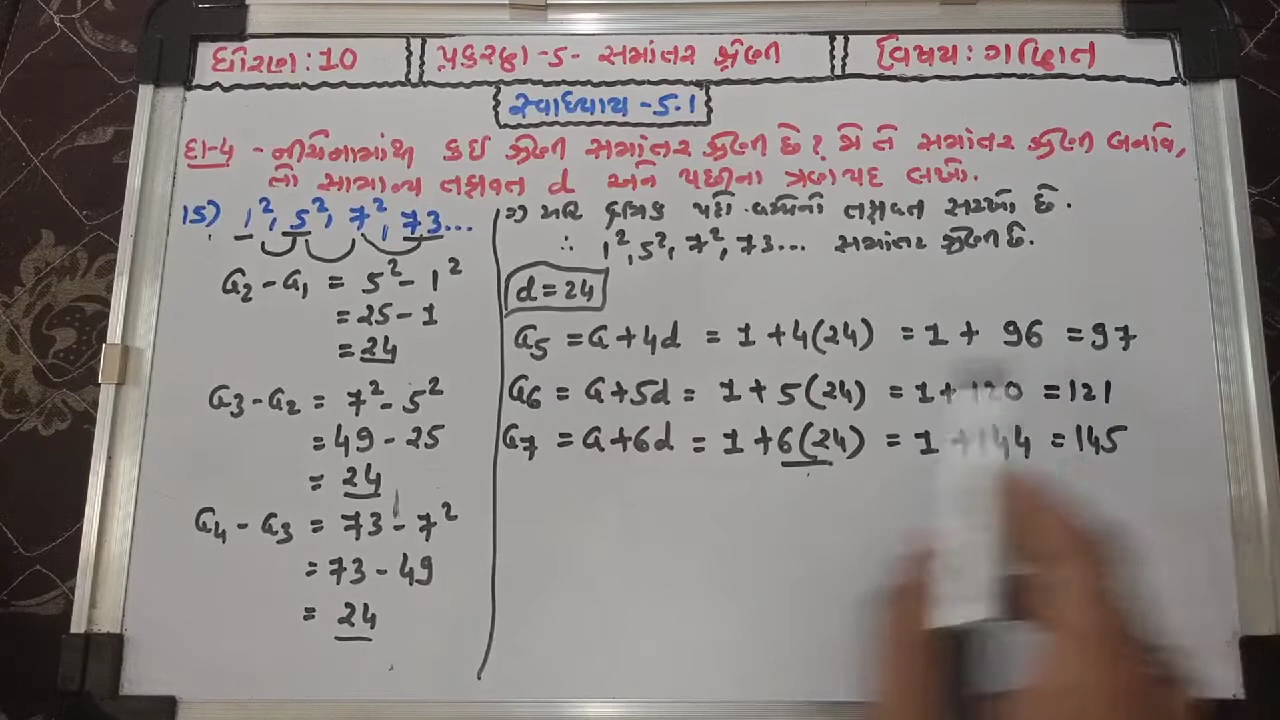 ધોરણ : 10
પ્રકરણ - 5 - સમાંતર શ્રેણી
વિષય : ગણિત
સ્વાધ્યાય - 5.1
દા-4 - નીચેનામાંથી કઈ શ્રેણી સમાંતર શ્રેણી છે? જો તે સમાંતર શ્રેણી બનાવે,
તો સામાન્ય તફાવત d અને પછીના ત્રણ પદ લખો.
15) 1², 5², 7², 73...
a₂ - a₁ = 5² - 1²
= 25 - 1
= 24
a₃ - a₂ = 7² - 5²
= 49 - 25
= 24
a₄ - a₃ = 73 - 7²
= 73 - 49
= 24
=> અહિ ક્રમિક પદો વચ્ચેનો તફાવત સરખો છે.
∴ 1², 5², 7², 73... સમાંતર શ્રેણી છે.
d = 24
a₅ = a + 4d = 1 + 4(24) = 1 + 96 = 97
a₆ = a + 5d = 1 + 5(24) = 1 + 120 = 121
a₇ = a + 6d = 1 + 6(24) = 1 + 144 = 145